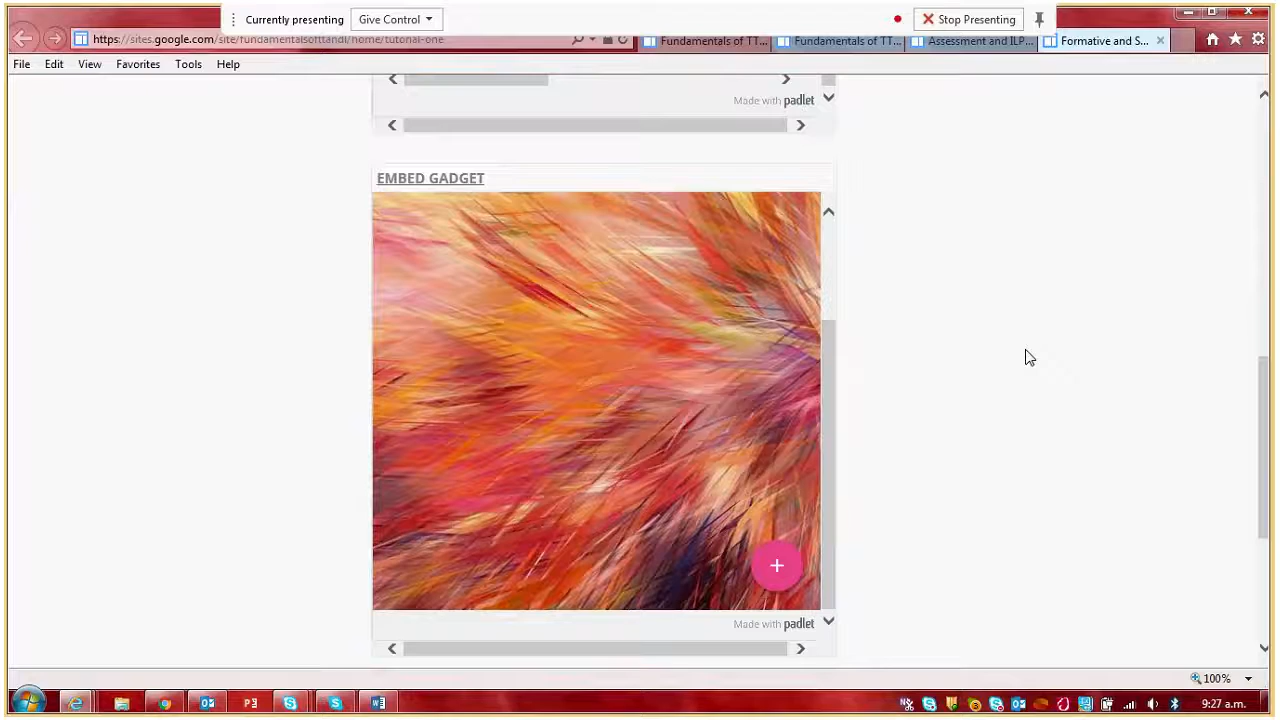 Currently presenting Give Control Stop Presenting
https://sites.google.com/site/fundamentalsofttandl/home/tutorial-one Fundamentals of TT... Fundamentals of TT... Assessment and ILP... Formative and S...
File Edit View Favorites Tools Help
Made with padlet
EMBED GADGET
+
Made with padlet
100%
9:27 a.m.